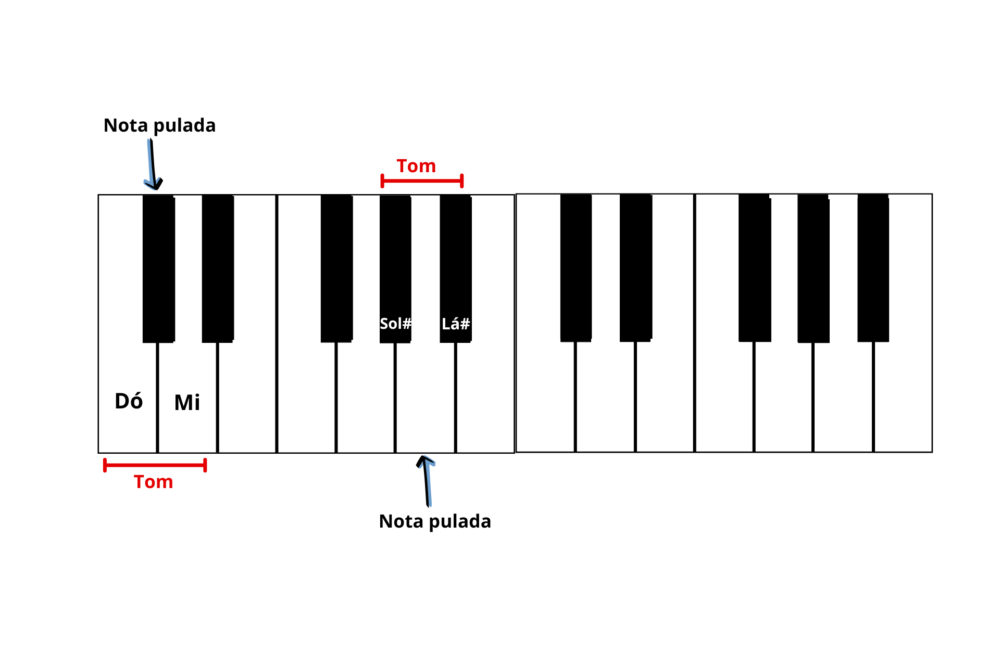 Nota pulada
Tom
Sol#
Lá#
Dó
Mi
Tom
Nota pulada